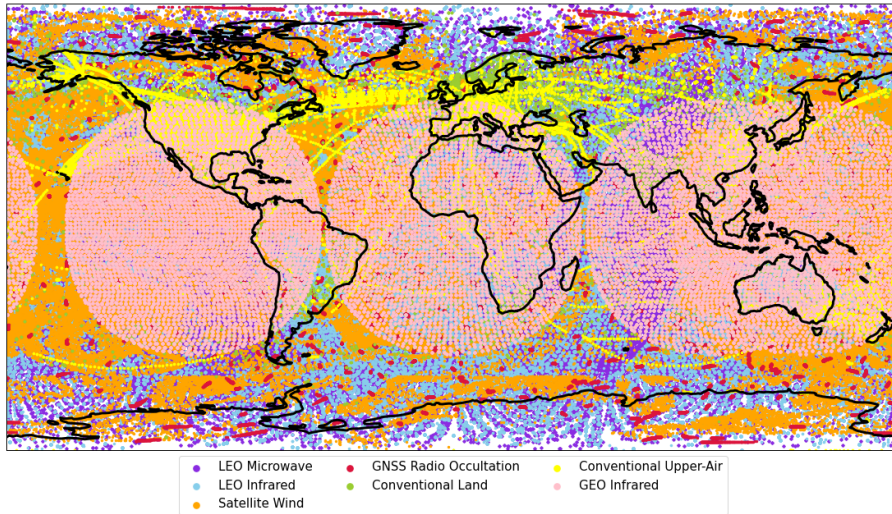 LEO Microwave GNSS Radio Occultation Conventional Upper-Air
LEO Infrared Conventional Land GEO Infrared
Satellite Wind